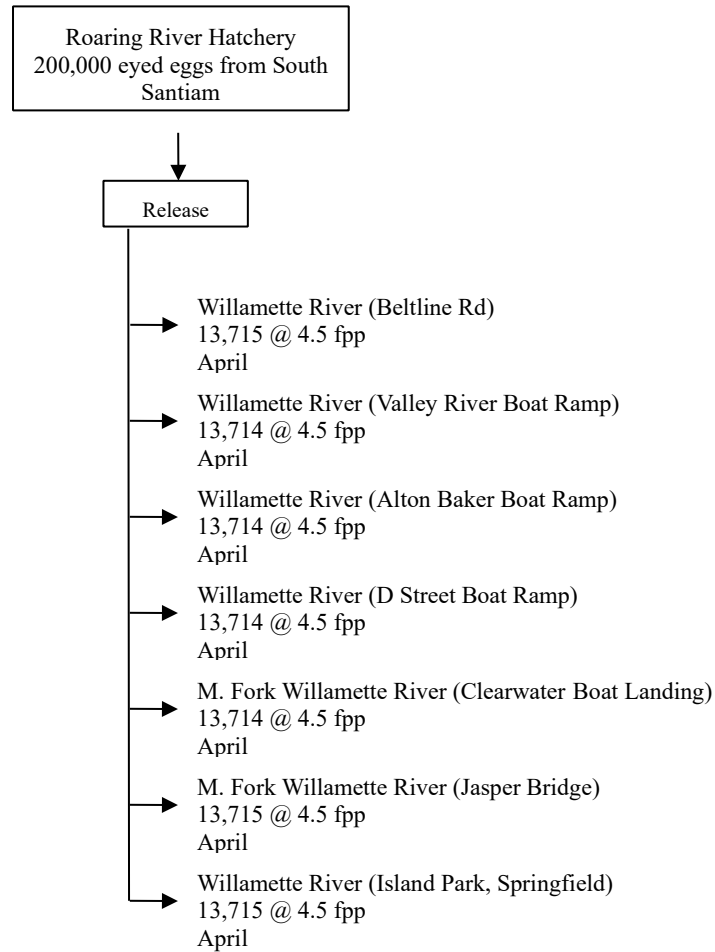 Roaring River Hatchery
200,000 eyed eggs from South
Santiam
Release
Willamette River (Beltline Rd)
13,715 @ 4.5 fpp
April
Willamette River (Valley River Boat Ramp)
13,714 @ 4.5 fpp
April
Willamette River (Alton Baker Boat Ramp)
13,714 @ 4.5 fpp
April
Willamette River (D Street Boat Ramp)
13,714 @ 4.5 fpp
April
M. Fork Willamette River (Clearwater Boat Landing)
13,714 @ 4.5 fpp
April
M. Fork Willamette River (Jasper Bridge)
13,715 @ 4.5 fpp
April
Willamette River (Island Park, Springfield)
13,715 @ 4.5 fpp
April